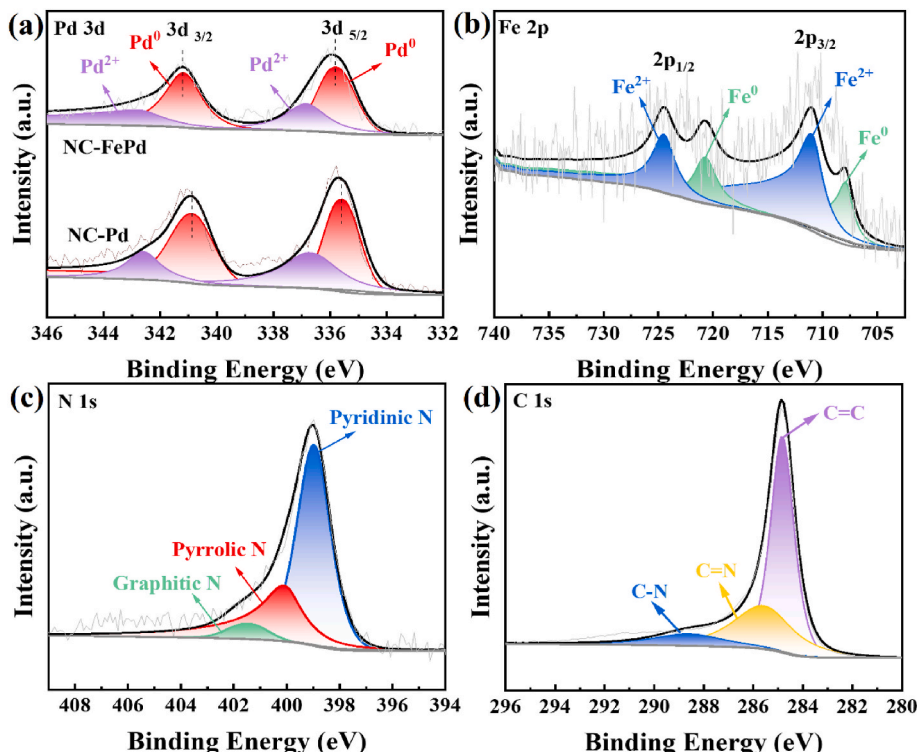 (a) Pd 3d
3d 3/2
3d 5/2
Pd2+
Pd0
Pd2+
Pd0
NC-FePd
NC-Pd
Intensity (a.u.)
346 344 342 340 338 336 334 332
Binding Energy (eV)
(b) Fe 2p
2p1/2
2p3/2
Fe2+
Fe0
Fe2+
Fe0
Intensity (a.u.)
740 735 730 725 720 715 710 705
Binding Energy (eV)
(c) N 1s
Pyridinic N
Pyrrolic N
Graphitic N
Intensity (a.u.)
408 406 404 402 400 398 396 394
Binding Energy (eV)
(d) C 1s
C=C
C=N
C-N
Intensity (a.u.)
296 294 292 290 288 286 284 282 280
Binding Energy (eV)